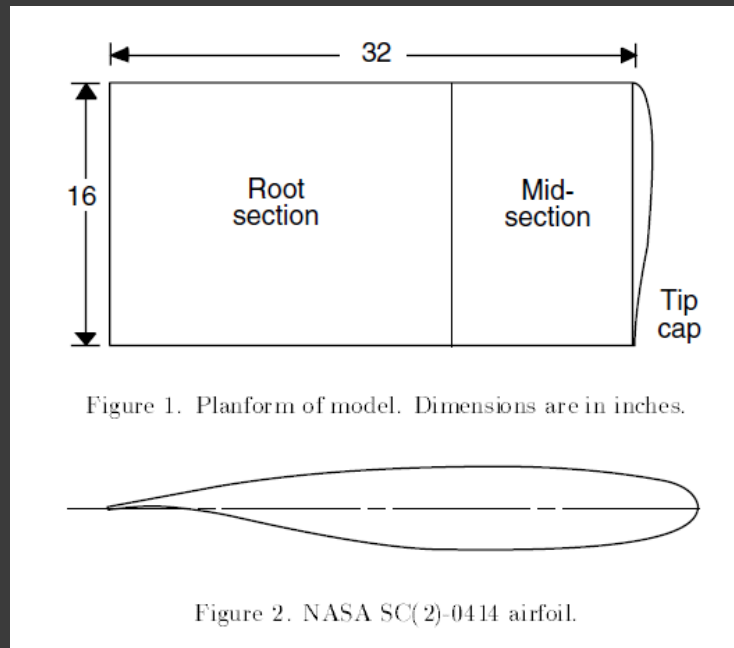 32
16
Root
section
Mid-
section
Tip
cap
Figure 1. Planform of model. Dimensions are in inches.
Figure 2. NASA SC(2)-0414 airfoil.